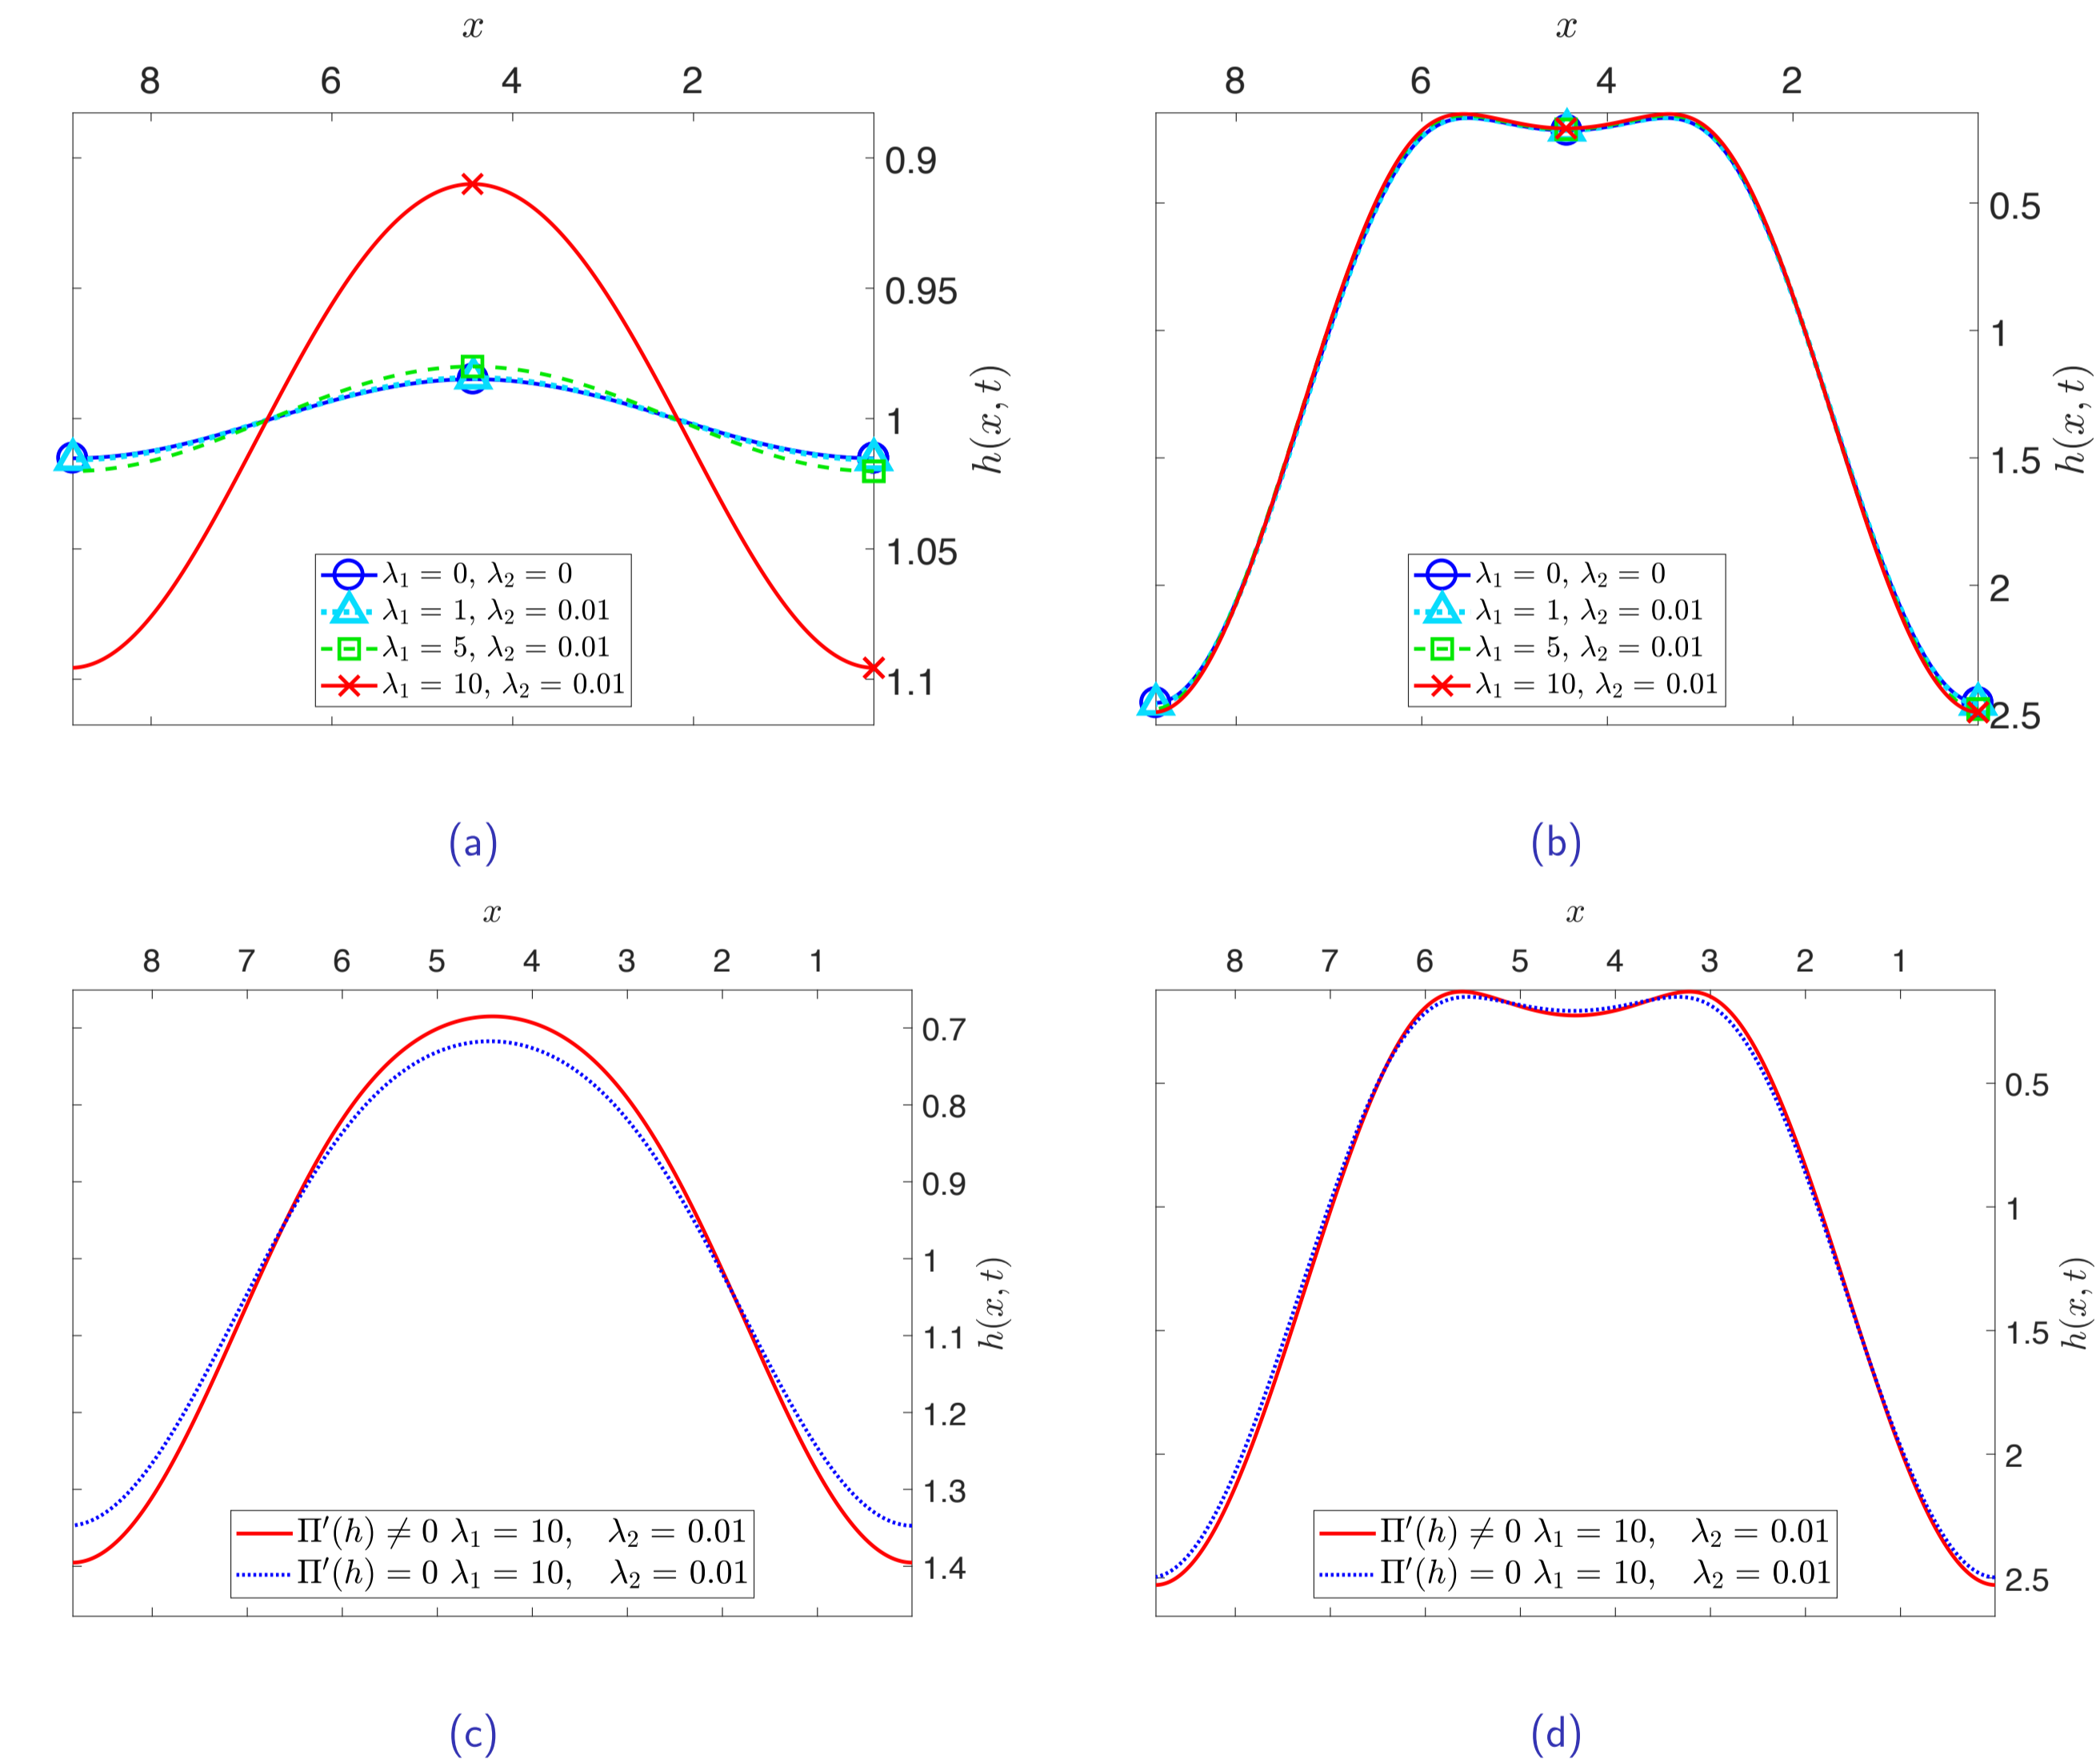 x
8 6 4 2
0.9
0.95
1
1.05
1.1
h(x, t)
λ₁ = 0, λ₂ = 0
λ₁ = 1, λ₂ = 0.01
λ₁ = 5, λ₂ = 0.01
λ₁ = 10, λ₂ = 0.01
(a)
x
8 6 4 2
0.5
1
1.5
2
2.5
h(x, t)
λ₁ = 0, λ₂ = 0
λ₁ = 1, λ₂ = 0.01
λ₁ = 5, λ₂ = 0.01
λ₁ = 10, λ₂ = 0.01
(b)
x
8 7 6 5 4 3 2 1
0.7
0.8
0.9
1
1.1
1.2
1.3
1.4
h(x, t)
Π′(h) ≠ 0 λ₁ = 10, λ₂ = 0.01
Π′(h) = 0 λ₁ = 10, λ₂ = 0.01
(c)
x
8 7 6 5 4 3 2 1
0.5
1
1.5
2
2.5
h(x, t)
Π′(h) ≠ 0 λ₁ = 10, λ₂ = 0.01
Π′(h) = 0 λ₁ = 10, λ₂ = 0.01
(d)